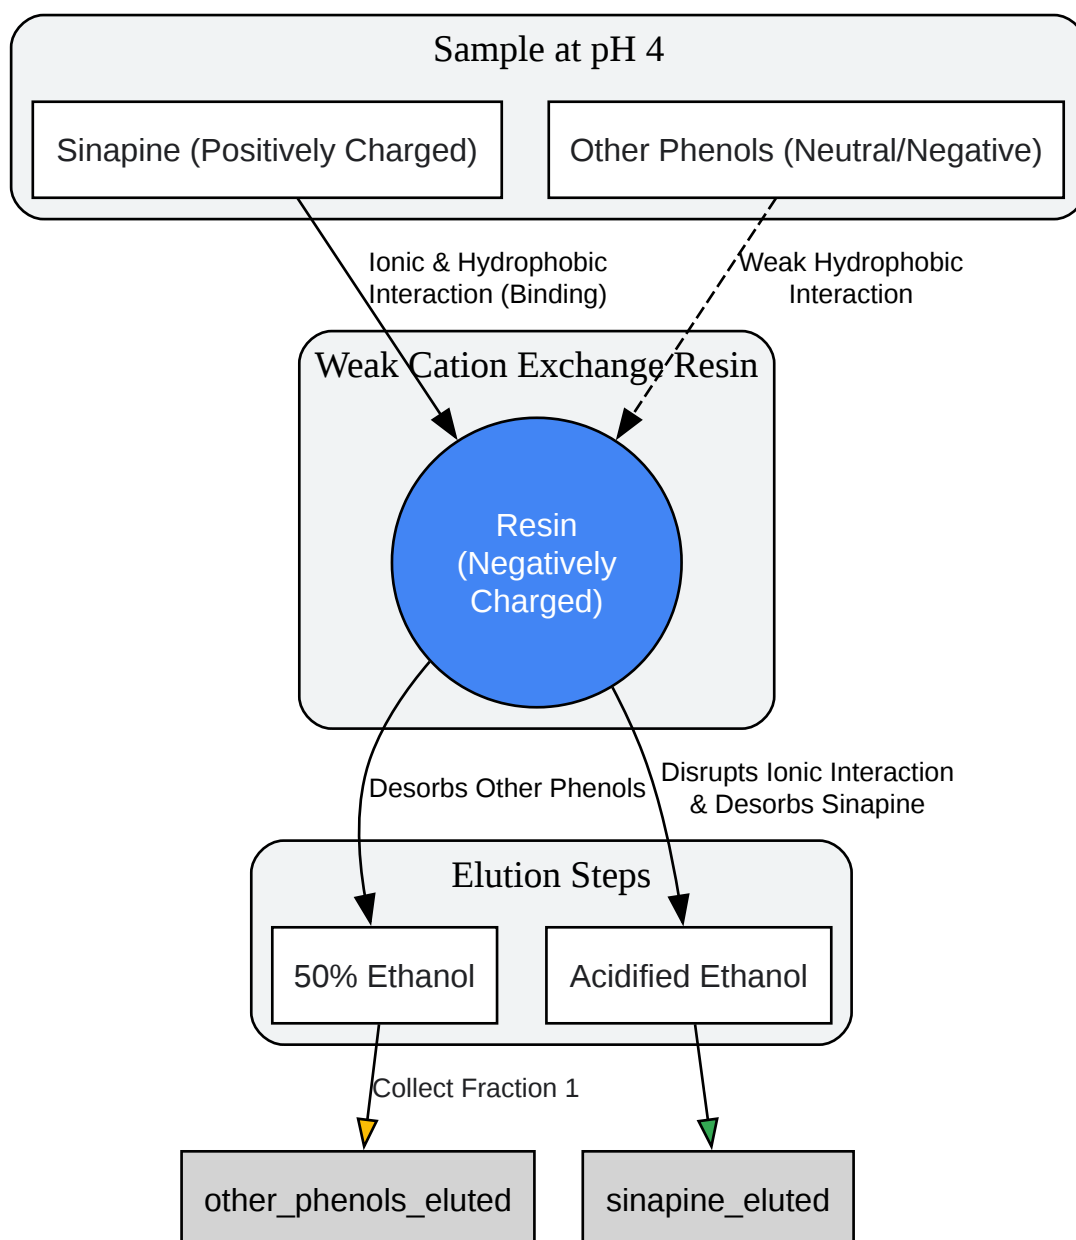 Sample at pH 4
Sinapine (Positively Charged)
Other Phenols (Neutral/Negative)
Ionic & Hydrophobic
Interaction (Binding)
Weak Hydrophobic
Interaction
Weak Cation Exchange Resin
Resin
(Negatively
Charged)
Desorbs Other Phenols
Disrupts Ionic Interaction
& Desorbs Sinapine
Elution Steps
50% Ethanol
Acidified Ethanol
Collect Fraction 1
other_phenols_eluted
sinapine_eluted